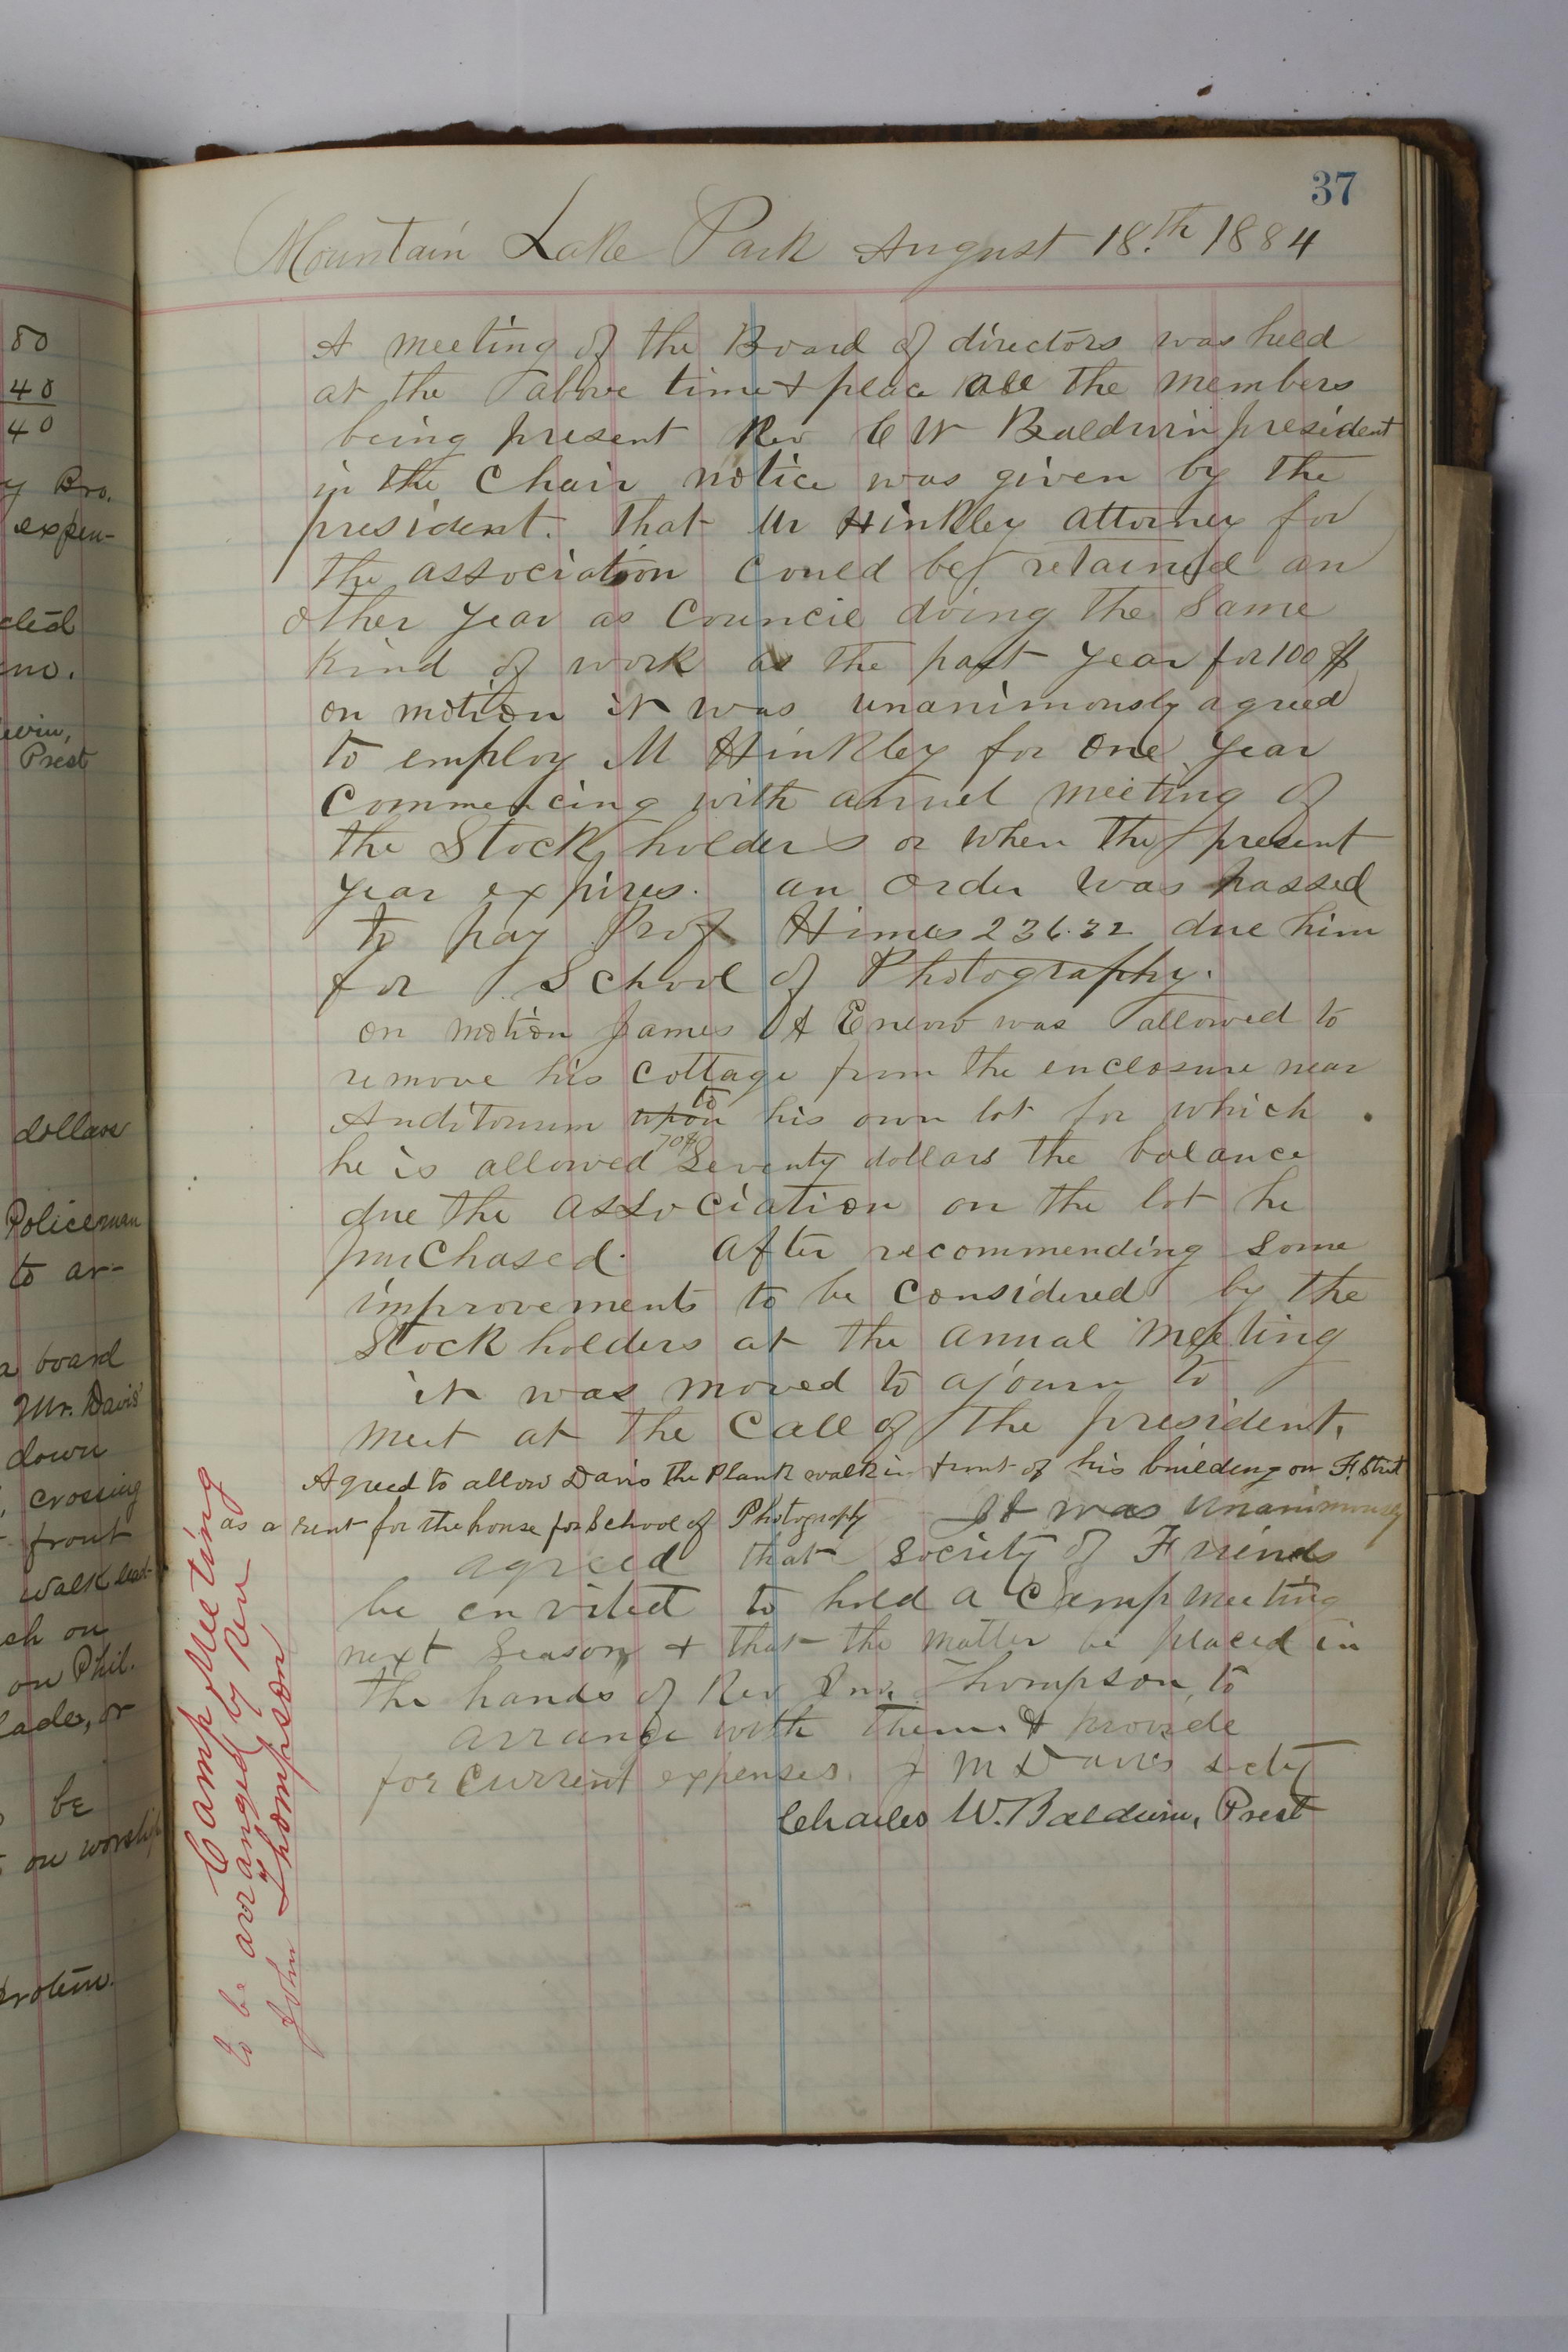 80
40
40
y Bro.
expen-
cted
eno.
win,
Prest
dollars
Policeman
to ar-
a board
Mr. Davis'
down
, crossing
front
walk lead-
sh on
on Phil.
lade, or
be
on worship
protem.
37
Mountain Lake Park August 18.th 1884
A meeting of the Board of directors was held
at the above time & place all the members
being present Rev C W Baldwin president
in the Chair notice was given by the
president. that Mr Hinkley attorney for
the association could be retained an
other year as Council doing the Same
kind of work as the past year for 100 $
on motion it was unanimously agreed
to employ M Hinkley for one year
Commencing with annuel meeting of
the Stock holders or when the present
year expires. an order was passed
to pay Prof Himes 236.32 due him
for School of Photography.
on motion James A Enlow was allowed to
remove his cottage from the enclosure near
to
Auditorium upon his own lot for which
70$
he is allowed Seventy dollars the balance
due the association on the lot he
purchased. After recommending some
improvements to be considered by the
Stock holders at the annual meeting
it was moved to ajourn to
meet at the call of the president.
Agreed to allow Davis the Plank walk in front of his building on F. Street
as a rent for the house for School of Photography It was unanimously
agreed that Society of Friends
be envited to hold a Camp meeting
next Season & that the matter be placed in
the hands of Rev Jno. Thompson, to
arrange with them & provide
for current expenses. J M Davis secty
Charles W. Baldwin, Prest
Camp Meeting
to be arranged by Rev
John Thompson